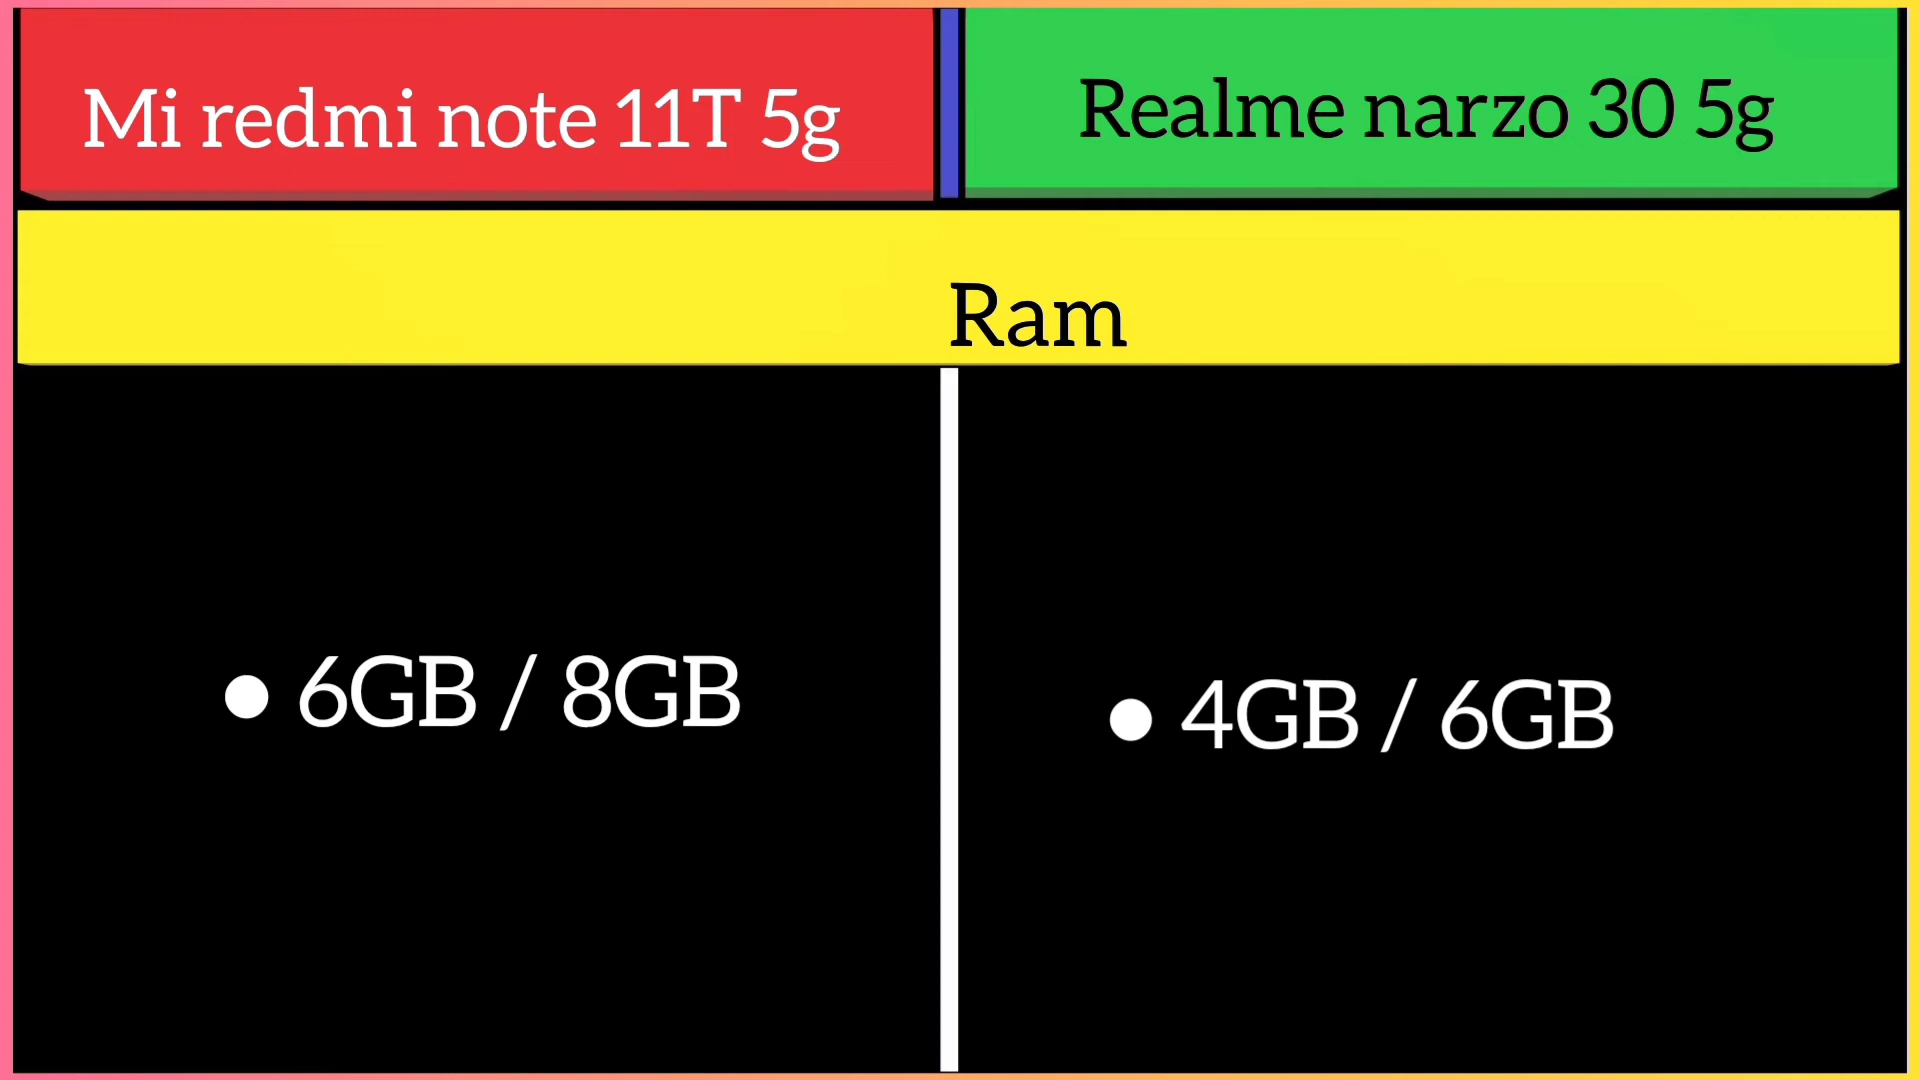 Mi redmi note 11T 5g
Realme narzo 30 5g
Ram
• 6GB / 8GB
• 4GB / 6GB